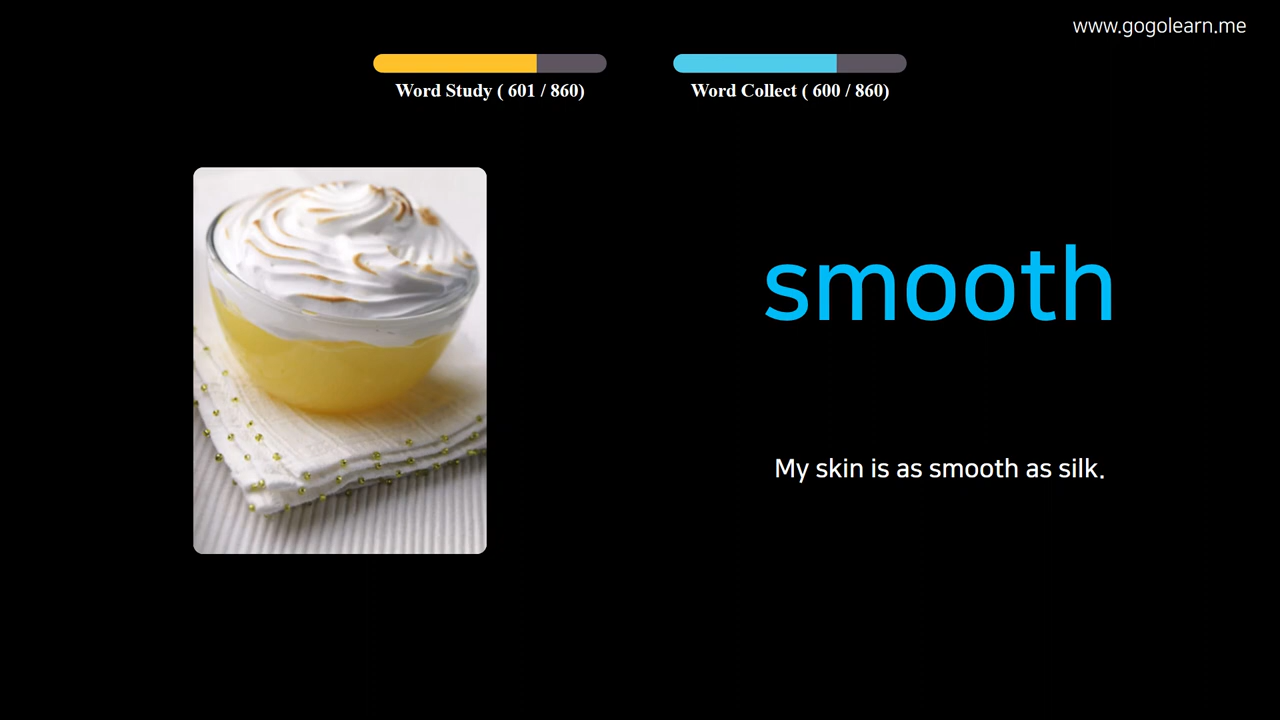 www.gogolearn.me
Word Study ( 601 / 860)
Word Collect ( 600 / 860)
smooth
My skin is as smooth as silk.